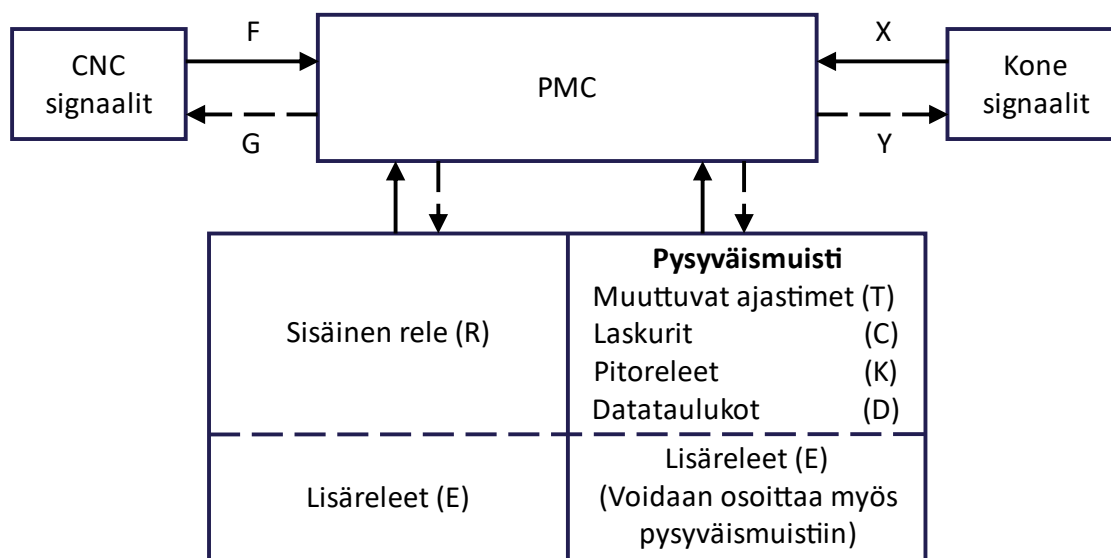 F
X
CNC
signaalit
PMC
Kone
signaalit
G
Y
Sisäinen rele (R)
Pysyväismuisti
Muuttuvat ajastimet (T)
Laskurit (C)
Pitoreleet (K)
Datataulukot (D)
Lisäreleet (E)
Lisäreleet (E)
(Voidaan osoittaa myös
pysyväismuistiin)